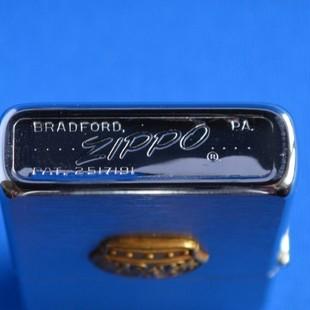 BRADFORD, PA.
.... ZIPPO ® ....
PAT. 2517191